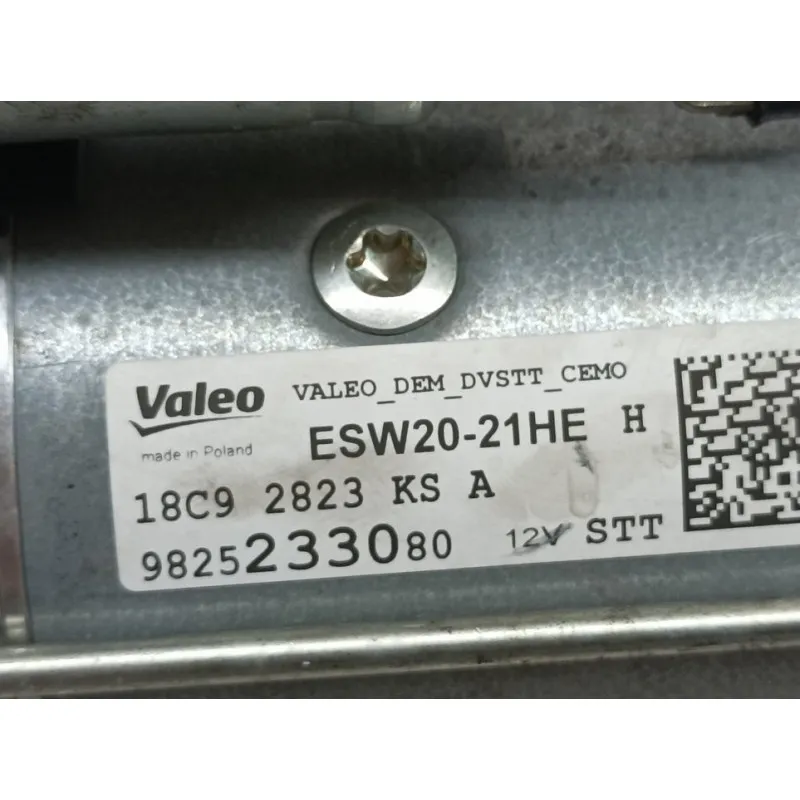 Valeo VALEO_DEM_DVSTT_CEMO
made in Poland ESW20-21HE H
18C9 2823 KS A
9825233080 12V STT